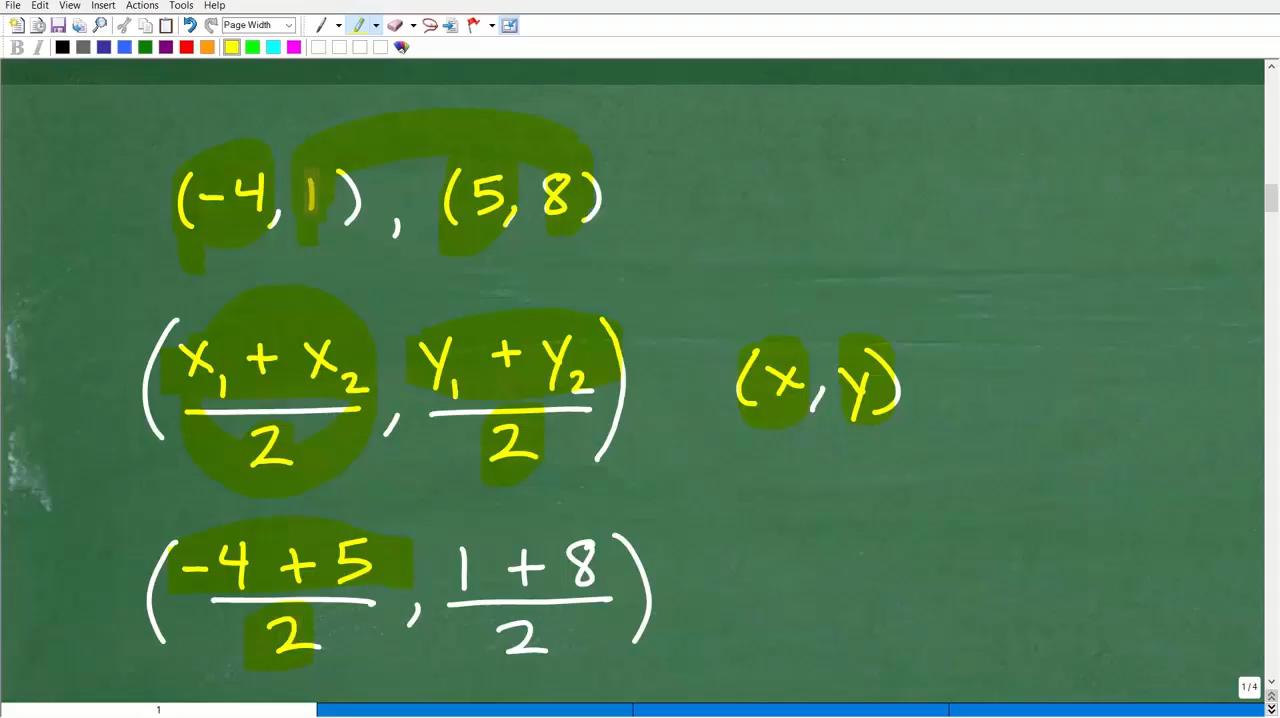 File Edit View Insert Actions Tools Help
Page Width
B I
(-4, 1), (5, 8)
(x₁ + x₂ / 2, y₁ + y₂ / 2) (x, y)
(-4 + 5 / 2, 1 + 8 / 2)
1/4
1